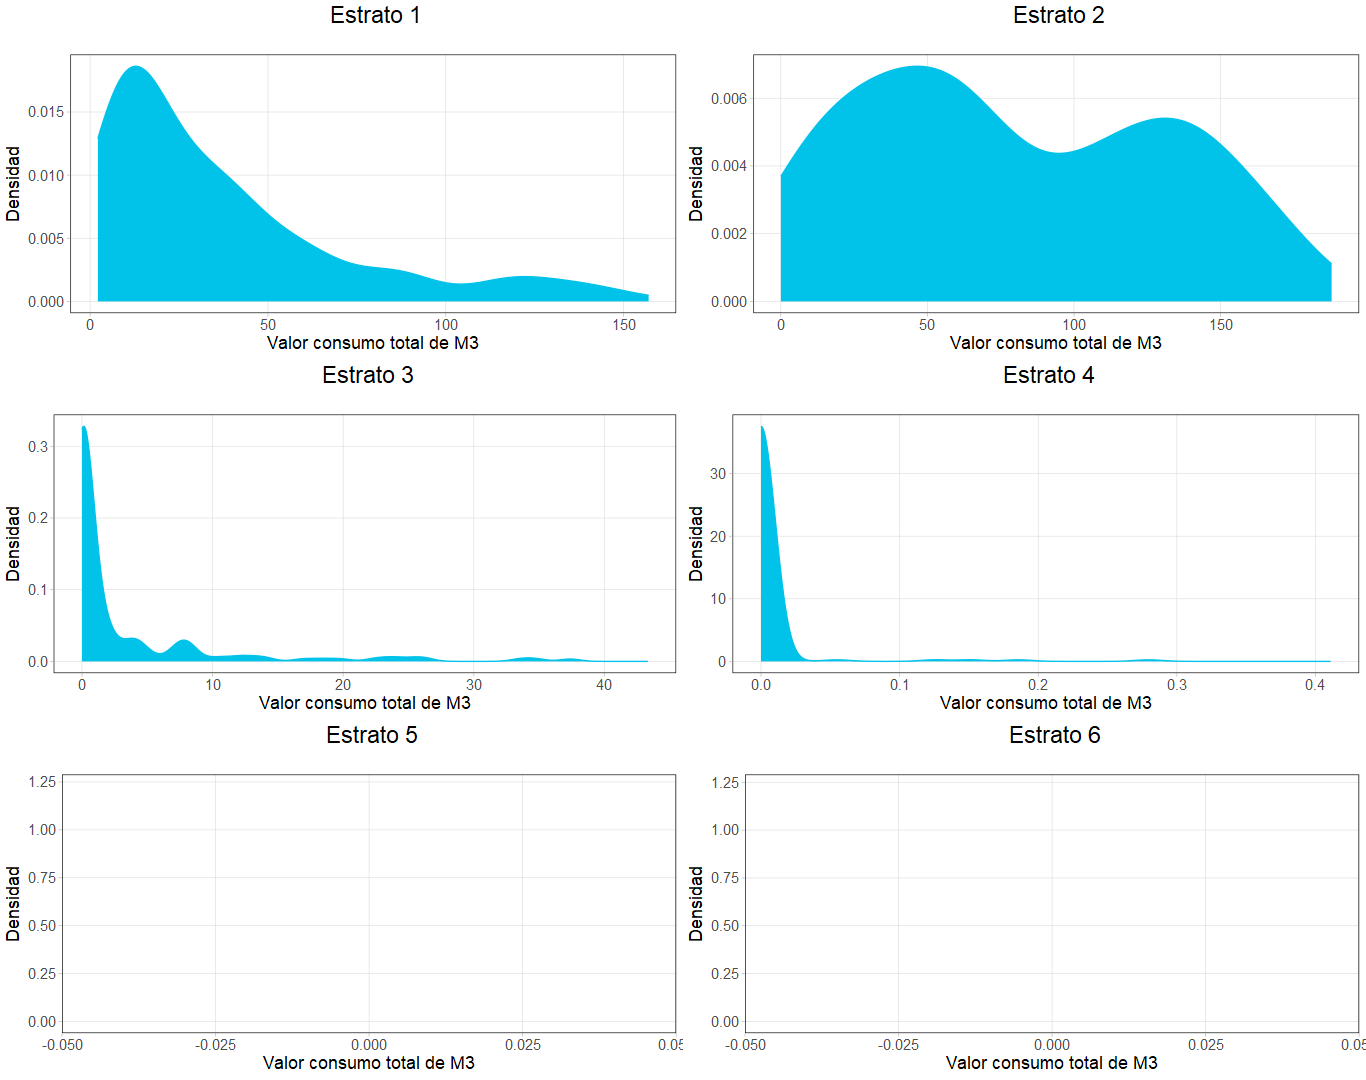 Estrato 1
0.015
0.010
0.005
0.000
Densidad
0 50 100 150
Valor consumo total de M3
Estrato 2
0.006
0.004
0.002
0.000
Densidad
0 50 100 150
Valor consumo total de M3
Estrato 3
0.3
0.2
0.1
0.0
Densidad
0 10 20 30 40
Valor consumo total de M3
Estrato 4
30
20
10
0
Densidad
0.0 0.1 0.2 0.3 0.4
Valor consumo total de M3
Estrato 5
1.25
1.00
0.75
0.50
0.25
0.00
Densidad
-0.050 -0.025 0.000 0.025 0.05
Valor consumo total de M3
Estrato 6
1.25
1.00
0.75
0.50
0.25
0.00
Densidad
-0.050 -0.025 0.000 0.025 0.05
Valor consumo total de M3